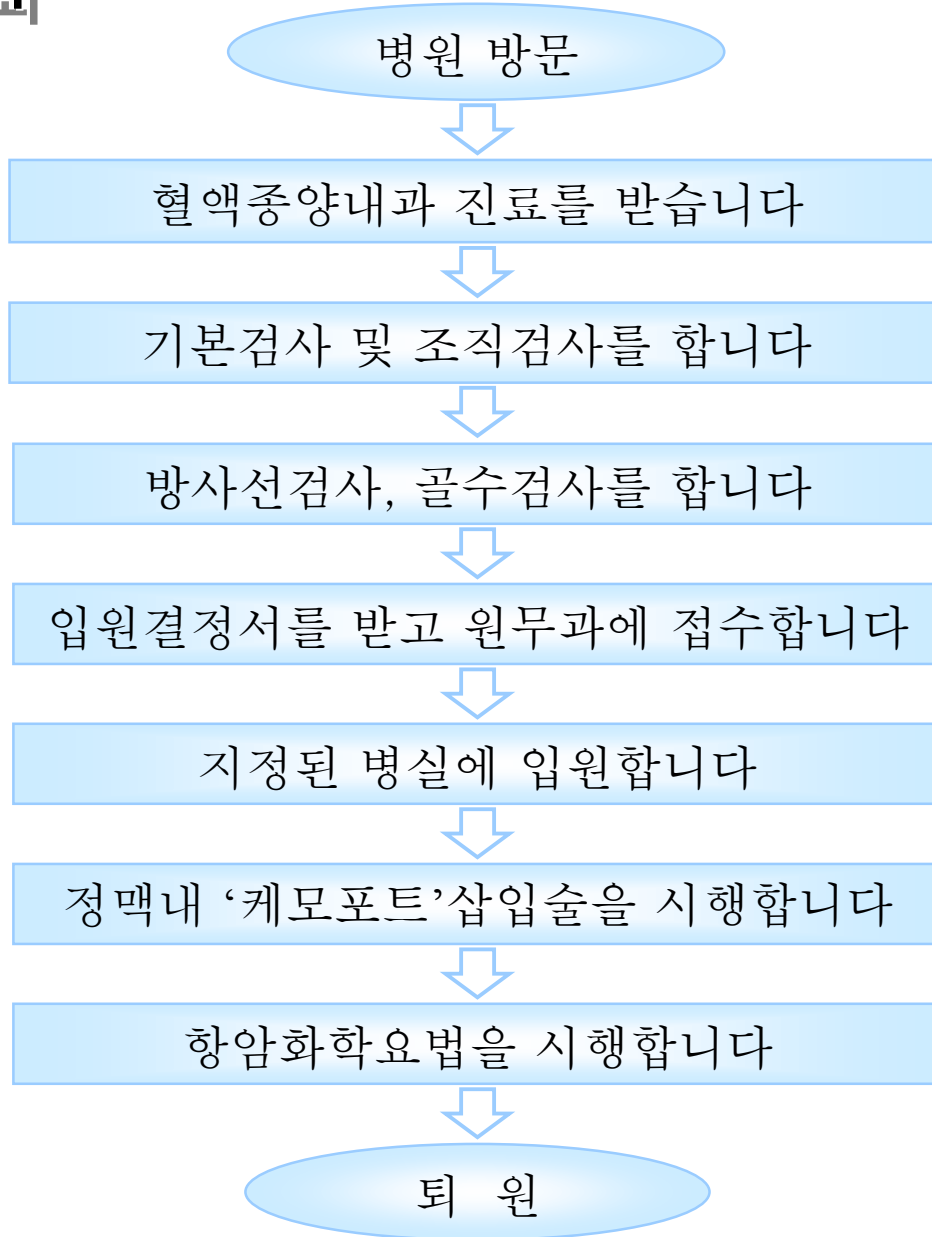 병원 방문
혈액종양내과 진료를 받습니다
기본검사 및 조직검사를 합니다
방사선검사, 골수검사를 합니다
입원결정서를 받고 원무과에 접수합니다
지정된 병실에 입원합니다
정맥내 ‘케모포트’삽입술을 시행합니다
항암화학요법을 시행합니다
퇴 원